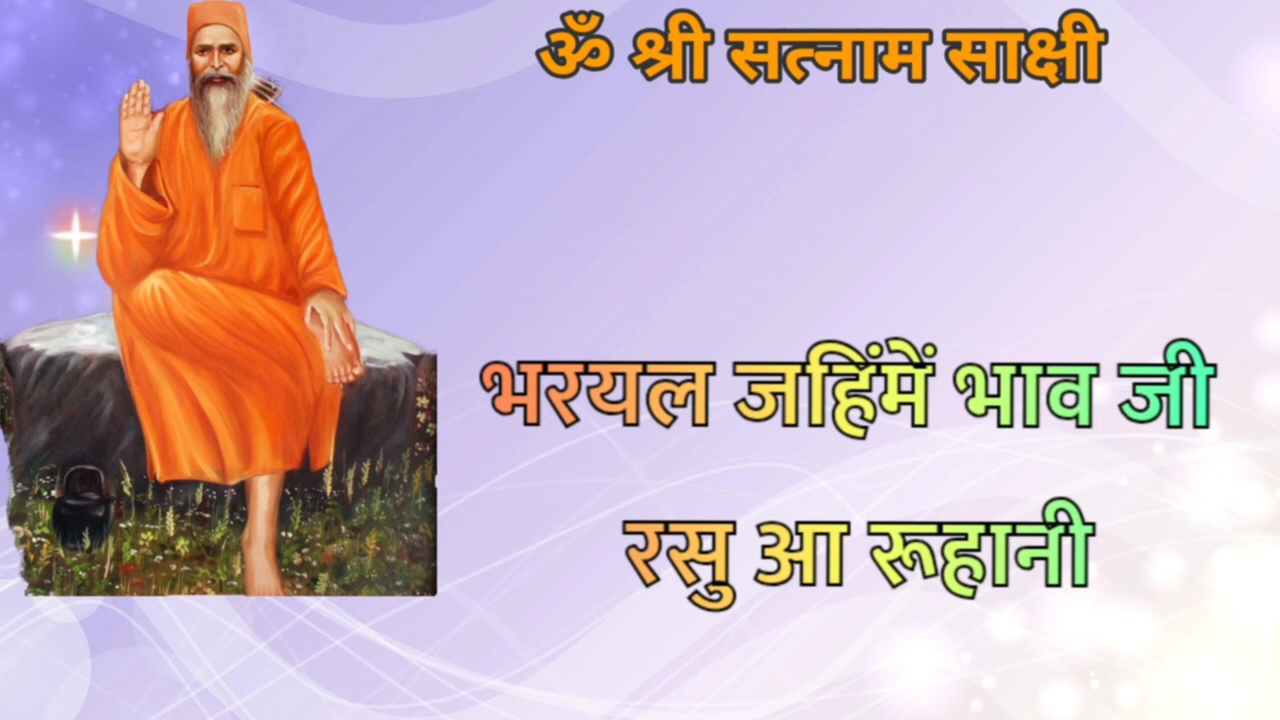 ॐ श्री सत्नाम साक्षी
भरयल जहिंमें भाव जी
रसु आ रूहानी